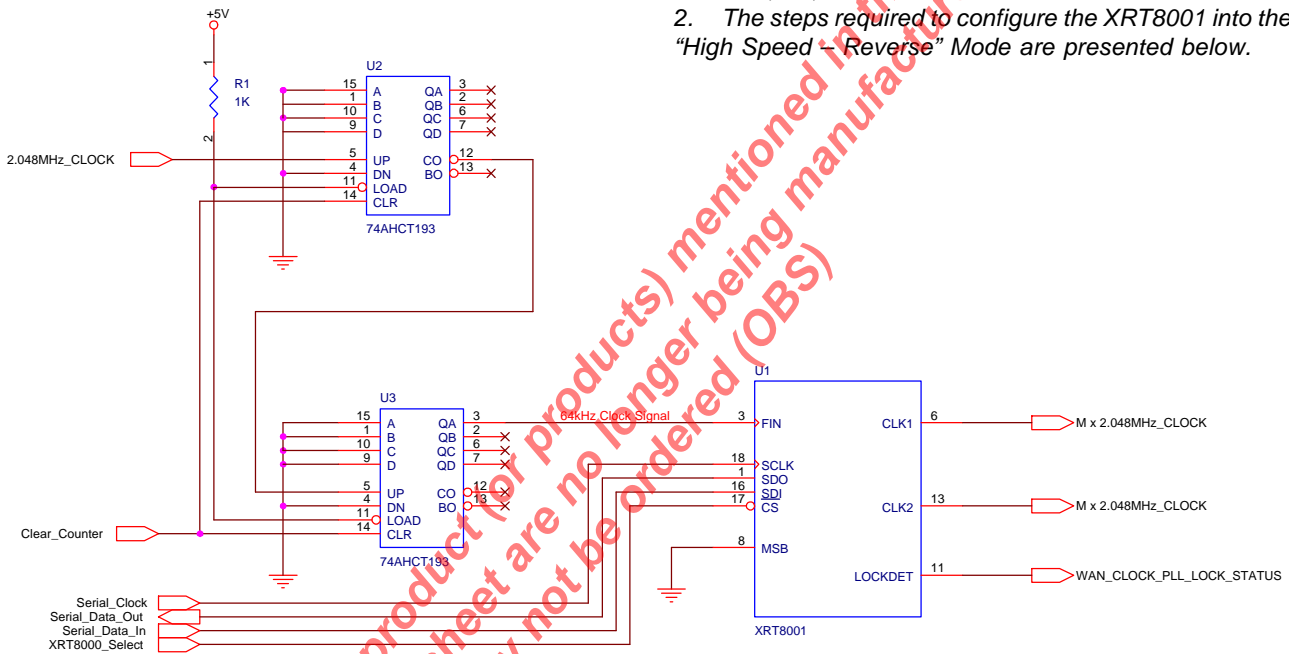 2. The steps required to configure the XRT8001 into the
“High Speed – Reverse” Mode are presented below.
+5V
1
R1
1K
2
U2
15 A QA 3
1 B QB 2
10 C QC 6
9 D QD 7
2.048MHz_CLOCK
5 UP CO 12
4 DN BO 13
11 LOAD
14 CLR
74AHCT193
U3
15 A QA 3
1 B QB 2
10 C QC 6
9 D QD 7
5 UP CO 12
4 DN BO 13
11 LOAD
14 CLR
74AHCT193
Clear_Counter
64kHz Clock Signal
U1
3 FIN CLK1 6
M x 2.048MHz_CLOCK
18 SCLK
1 SDO
16 SDI
17 CS
CLK2 13
M x 2.048MHz_CLOCK
8 MSB
LOCKDET 11
WAN_CLOCK_PLL_LOCK_STATUS
XRT8001
Serial_Clock
Serial_Data_Out
Serial_Data_In
XRT8000_Select
product (or products) mentioned in
sheet are no longer being
not be ordered (OBS)